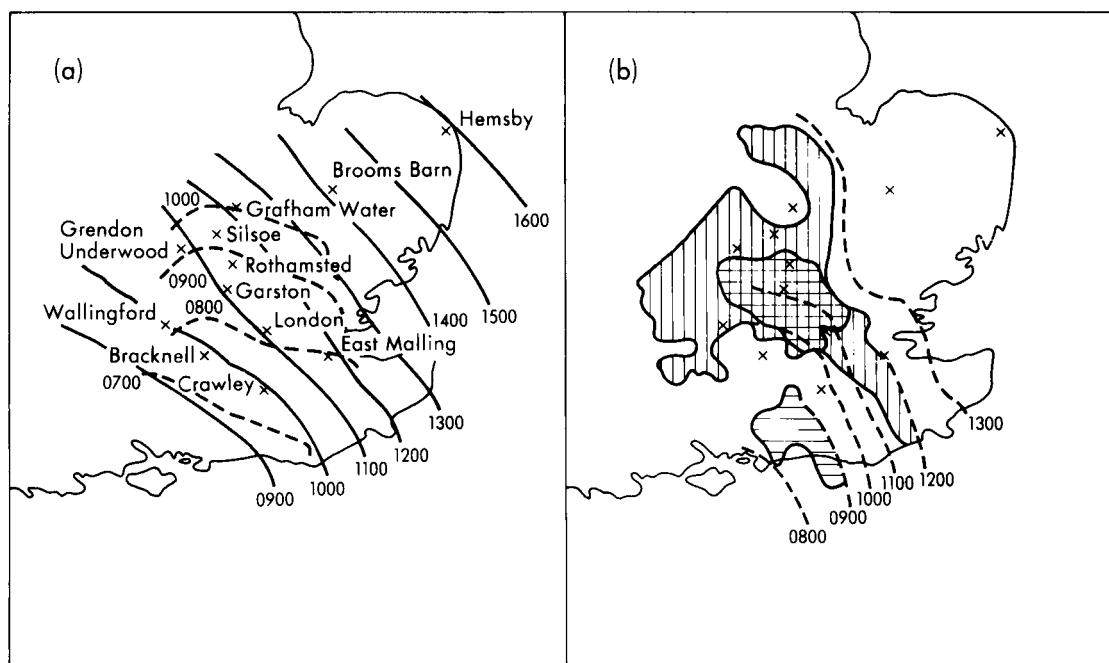 (a)
Hemsby
Brooms Barn
1600
1000
Grafham Water
Grendon
Underwood
Silsoe
0900
Rothamsted
1500
0800
Garston
Wallingford
London
1400
East Malling
Bracknell
0700
Crawley
1300
1200
1100
1000
0900
(b)
1300
1200
1100
1000
0900
0800